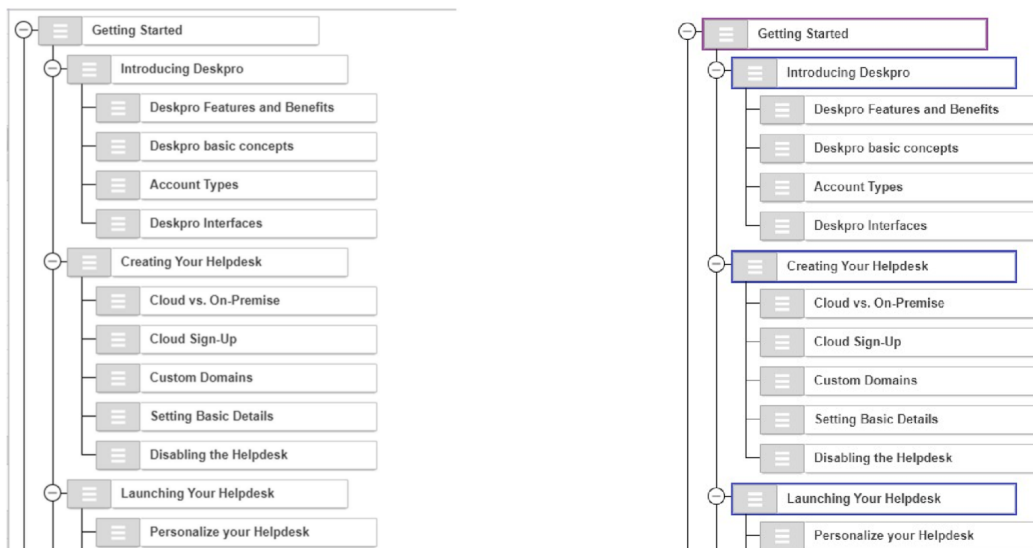 Getting Started
Introducing Deskpro
Deskpro Features and Benefits
Deskpro basic concepts
Account Types
Deskpro Interfaces
Creating Your Helpdesk
Cloud vs. On-Premise
Cloud Sign-Up
Custom Domains
Setting Basic Details
Disabling the Helpdesk
Launching Your Helpdesk
Personalize your Helpdesk
Getting Started
Introducing Deskpro
Deskpro Features and Benefits
Deskpro basic concepts
Account Types
Deskpro Interfaces
Creating Your Helpdesk
Cloud vs. On-Premise
Cloud Sign-Up
Custom Domains
Setting Basic Details
Disabling the Helpdesk
Launching Your Helpdesk
Personalize your Helpdesk